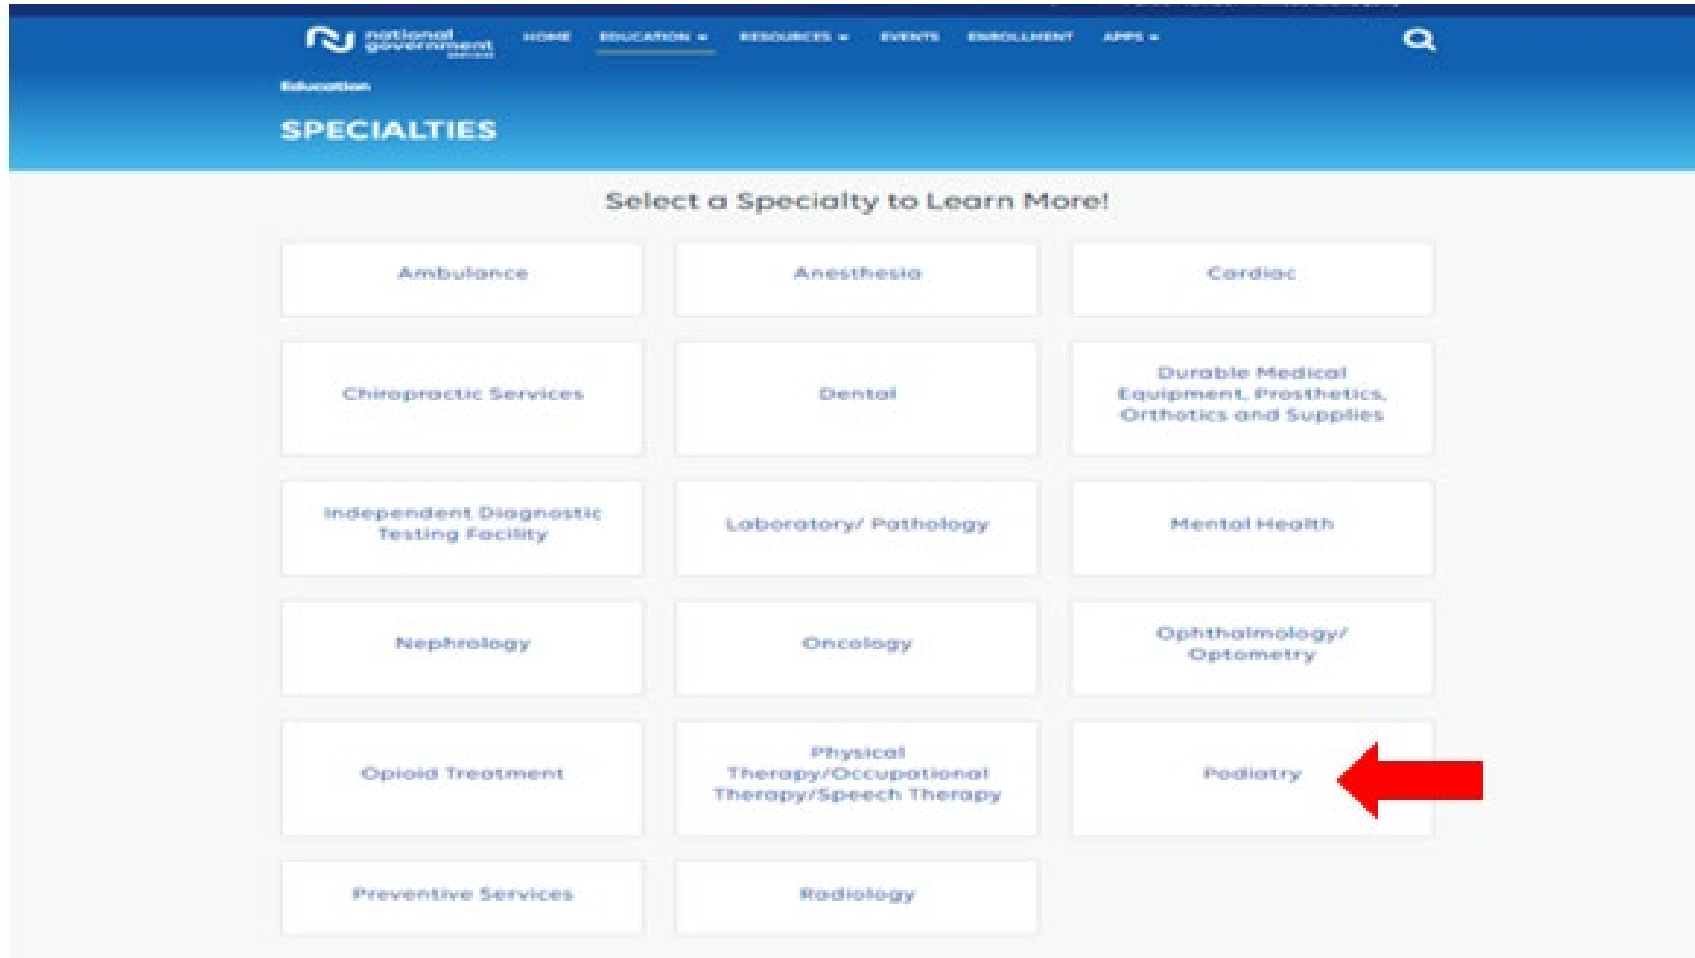 national
government
SERVICES
HOME EDUCATION RESOURCES EVENTS ENROLLMENT APPS
Education
SPECIALTIES
Select a Specialty to Learn More!
Ambulance
Anesthesia
Cardiac
Chiropractic Services
Dental
Durable Medical
Equipment, Prosthetics,
Orthotics and Supplies
Independent Diagnostic
Testing Facility
Laboratory/ Pathology
Mental Health
Nephrology
Oncology
Ophthalmology/
Optometry
Opioid Treatment
Physical
Therapy/Occupational
Therapy/Speech Therapy
Podiatry
Preventive Services
Radiology